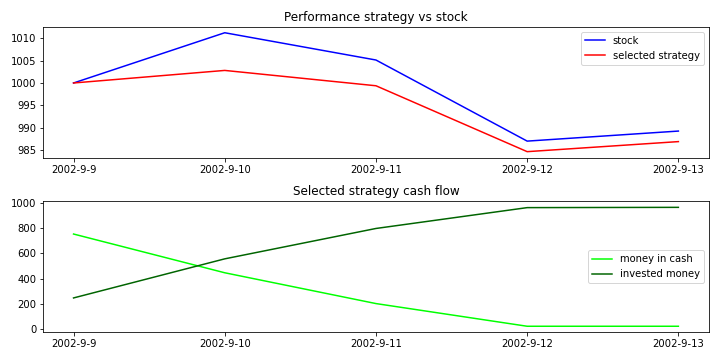 Performance strategy vs stock
1010
1005
1000
995
990
985
stock
selected strategy
2002-9-9 2002-9-10 2002-9-11 2002-9-12 2002-9-13
Selected strategy cash flow
1000
800
600
400
200
0
money in cash
invested money
2002-9-9 2002-9-10 2002-9-11 2002-9-12 2002-9-13